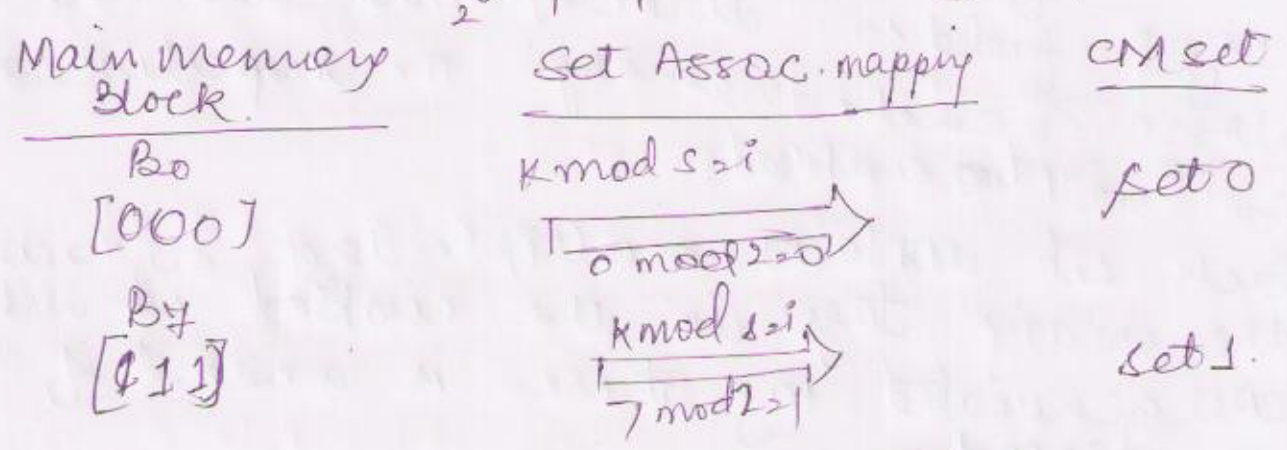 Main memory Set Assoc. mapping CM set
Block.
B0 K mod s=i set 0
[000] 0 mod 2=0
B7 K mod s=i set 1.
[111] 7 mod 2=1